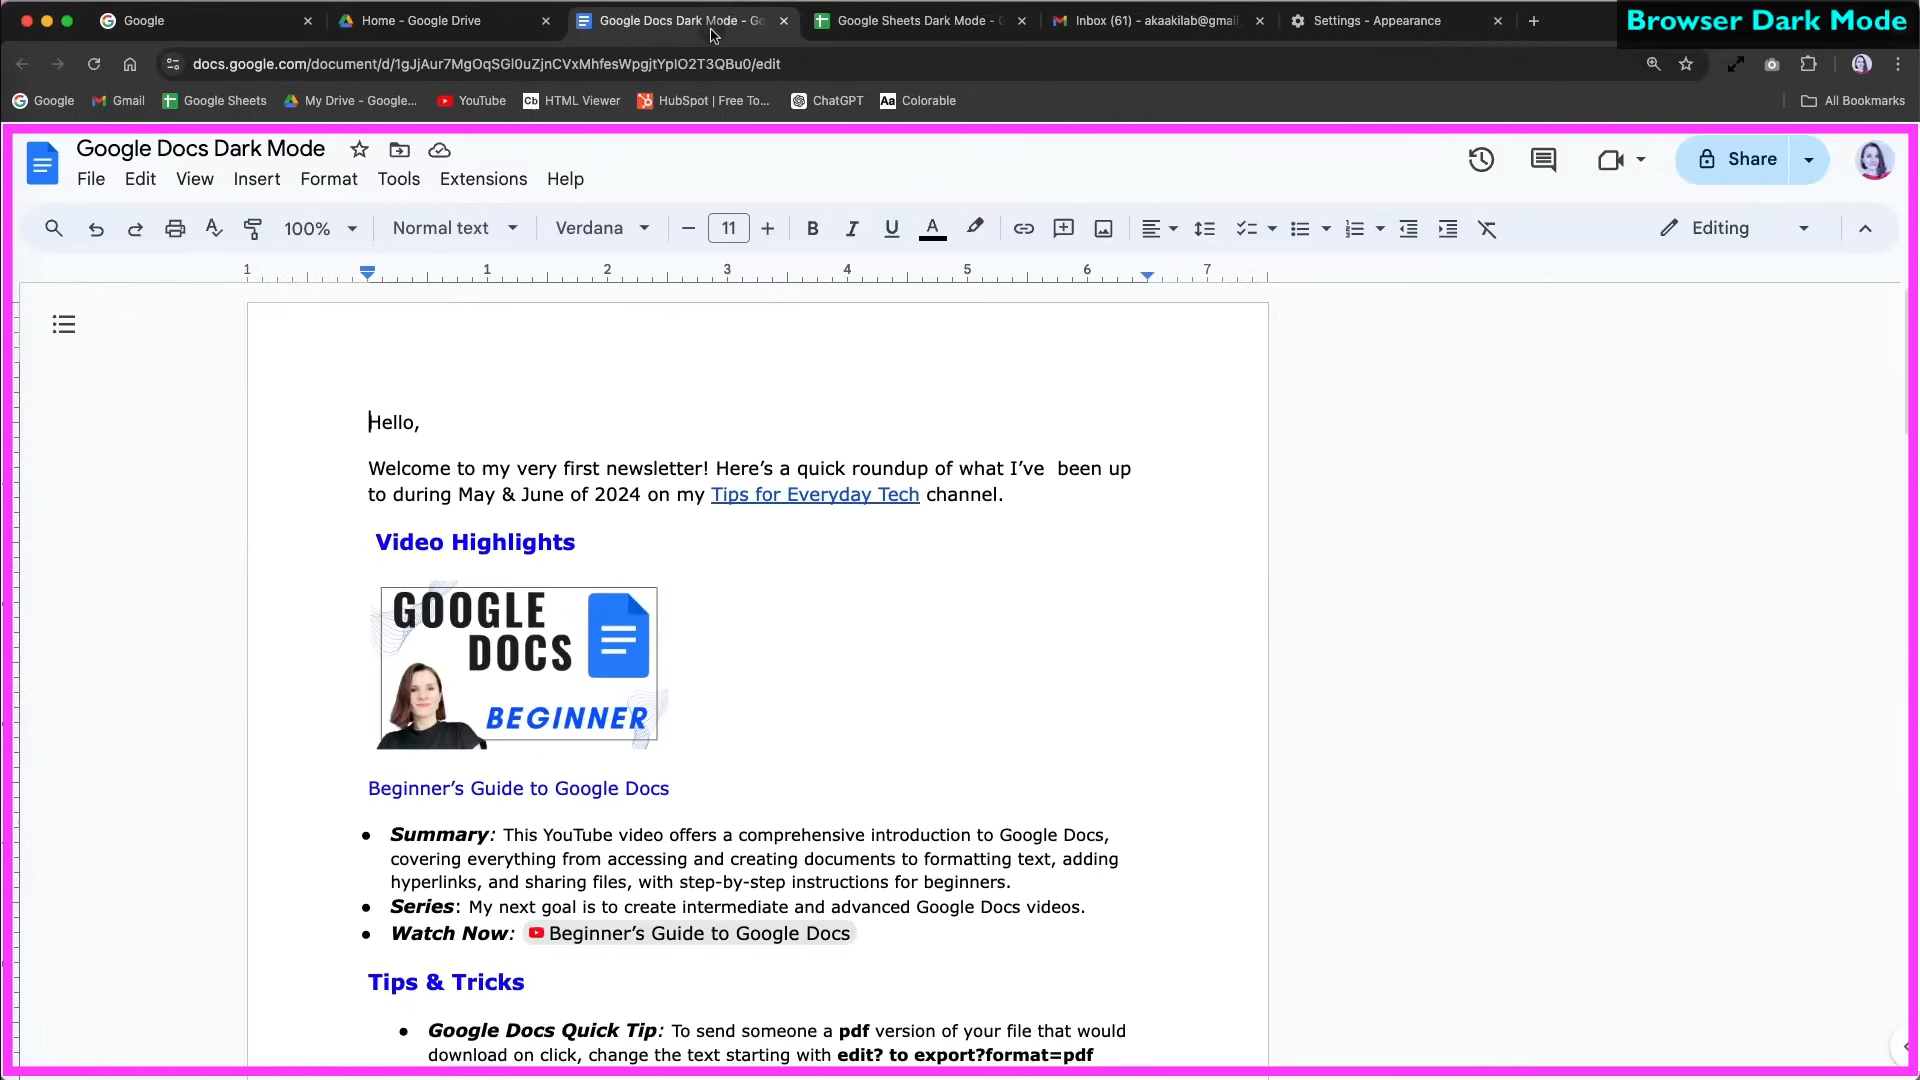 Google
Home - Google Drive
Google Docs Dark Mode - Go
Google Sheets Dark Mode -
Inbox (61) - akaakilab@gmail.
Settings - Appearance
Browser Dark Mode
docs.google.com/document/d/1gJjAur7MgOqSGl0uZjnCVxMhfesWpgjtYplO2T3QBu0/edit
Google
Gmail
Google Sheets
My Drive - Google...
YouTube
Cb HTML Viewer
HubSpot | Free To...
ChatGPT
Aa Colorable
All Bookmarks
Google Docs Dark Mode
File Edit View Insert Format Tools Extensions Help
Share
100%
Normal text
Verdana
11
B I U A
Editing
1 1 2 3 4 5 6 7
Hello,
Welcome to my very first newsletter! Here’s a quick roundup of what I’ve been up
to during May & June of 2024 on my Tips for Everyday Tech channel.
Video Highlights
GOOGLE
DOCS
BEGINNER
Beginner’s Guide to Google Docs
Summary: This YouTube video offers a comprehensive introduction to Google Docs,
covering everything from accessing and creating documents to formatting text, adding
hyperlinks, and sharing files, with step-by-step instructions for beginners.
Series: My next goal is to create intermediate and advanced Google Docs videos.
Watch Now: Beginner’s Guide to Google Docs
Tips & Tricks
Google Docs Quick Tip: To send someone a pdf version of your file that would
download on click, change the text starting with edit? to export?format=pdf